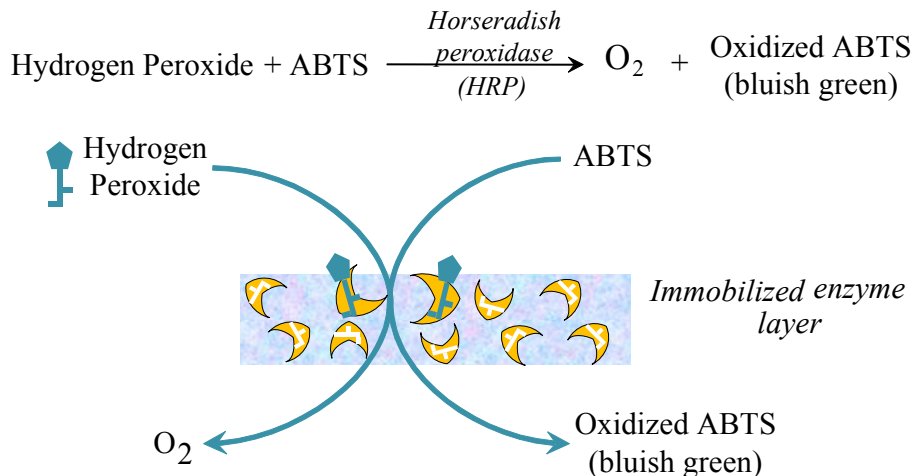 Hydrogen Peroxide + ABTS
Horseradish
peroxidase
(HRP)
O2 +
Oxidized ABTS
(bluish green)
Hydrogen
Peroxide
ABTS
Immobilized enzyme
layer
O2
Oxidized ABTS
(bluish green)